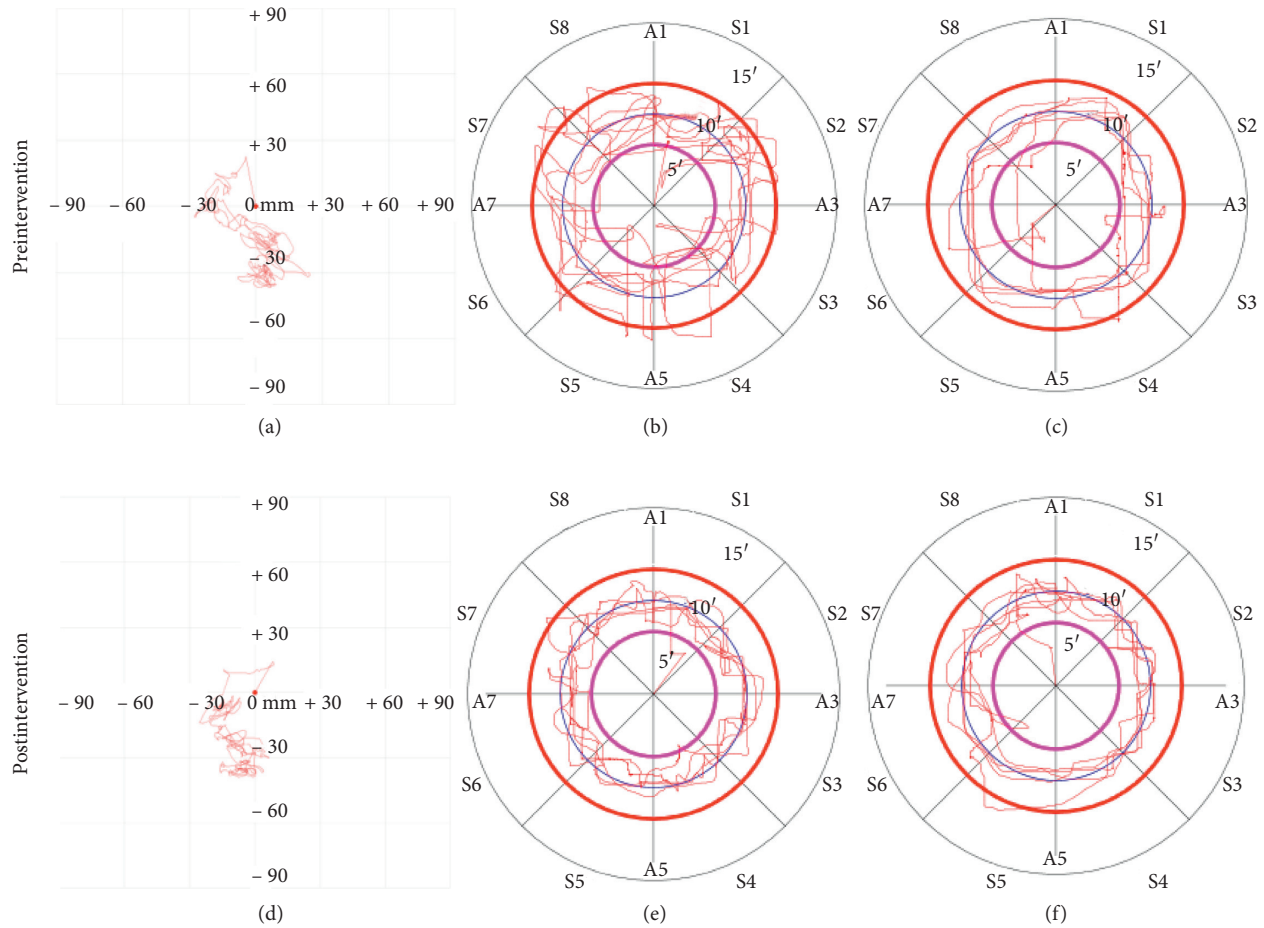 Preintervention
+ 90
+ 60
+ 30
– 90 – 60 – 30 0 mm + 30 + 60 + 90
– 30
– 60
– 90
(a)
S8 A1 S1
15′
S7 10′ S2
5′
A7 A3
S6 S3
S5 A5 S4
(b)
S8 A1 S1
15′
S7 10′ S2
5′
A7 A3
S6 S3
S5 A5 S4
(c)
Postintervention
+ 90
+ 60
+ 30
– 90 – 60 – 30 0 mm + 30 + 60 + 90
– 30
– 60
– 90
(d)
S8 A1 S1
15′
S7 10′ S2
5′
A7 A3
S6 S3
S5 A5 S4
(e)
S8 A1 S1
15′
S7 10′ S2
5′
A7 A3
S6 S3
S5 A5 S4
(f)